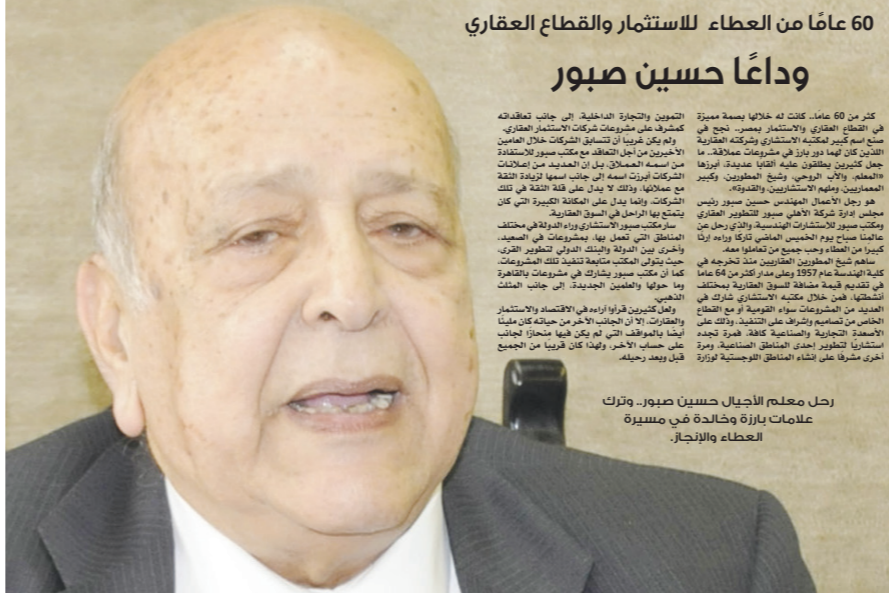 60 عامًا من العطاء للاستثمار والقطاع العقاري
وداعًا حسين صبور
كثر من 60 عامًا.. كانت له خلالها بصمة مميزة
في القطاع العقاري والاستثمار بمصر.. نجح في
صنع اسم كبير لمكتبه الاستشاري وشركته العقارية
اللذين كان لهما دور بارز في مشروعات عملاقة.. ما
جعل كثيرين يطلقون عليه ألقابا عديدة، أبرزها
«المعلم، والأب الروحي، وشيخ المطورين، وكبير
المعماريين، وملهم الاستشاريين، والقدوة».
هو رجل الأعمال المهندس حسين صبور رئيس
مجلس إدارة شركة الأهلي صبور للتطوير العقاري
ومكتب صبور للاستشارات الهندسية، والذي رحل عن
عالمنا صباح يوم الخميس الماضي تاركًا وراءه إرثًا
كبيرا من العطاء وحب جميع من تعاملوا معه.
ساهم شيخ المطورين العقاريين منذ تخرجه في
كلية الهندسة عام 1957 وعلى مدار أكثر من 64 عاما
في تقديم قيمة مضافة للسوق العقارية بمختلف
أنشطتها، فمن خلال مكتبه الاستشاري شارك في
العديد من المشروعات سواء القومية أو مع القطاع
الخاص من تصاميم وإشراف على التنفيذ، وذلك على
الأصعدة التجارية والصناعية كافة، فمرة تجده
استشاريًا لتطوير إحدى المناطق الصناعية، ومرة
أخرى مشرفًا على إنشاء المناطق اللوجستية لوزارة
التموين والتجارة الداخلية، إلى جانب تعاقداته
كمشرف على مشروعات شركات الاستثمار العقاري.
ولم يكن غريبًا أن تتسابق الشركات خلال العامين
الأخيرين من أجل التعاقد مع مكتب صبور للاستفادة
من اسمه العملاق، بل إن العديد من إعلانات
الشركات أبرزت اسمه إلى جانب اسمها لزيادة الثقة
مع عملائها، وذلك لا يدل على قلة الثقة في تلك
الشركات، وإنما يدل على المكانة الكبيرة التي كان
يتمتع بها الراحل في السوق العقارية.
سار مكتب صبور الاستشاري وراء الدولة في مختلف
المناطق التي تعمل بها، بمشروعات في الصعيد،
وأخرى بين الدولة والبنك الدولي لتطوير القرى،
حيث يتولى المكتب متابعة تنفيذ تلك المشروعات،
كما أن مكتب صبور يشارك في مشروعات بالقاهرة
وما حولها والعلمين الجديدة، إلى جانب المثلث
الذهبي.
ولعل كثيرين قرأوا آراءه في الاقتصاد والاستثمار
والعقارات، إلا أن الجانب الآخر من حياته كان مليئا
أيضًا بالمواقف التي لم يكن فيها منحازًا لجانب
على حساب الآخر، ولهذا كان قريبًا من الجميع
قبل وبعد رحيله.
رحل معلم الأجيال حسين صبور.. وترك
علامات بارزة وخالدة في مسيرة
العطاء والإنجاز.